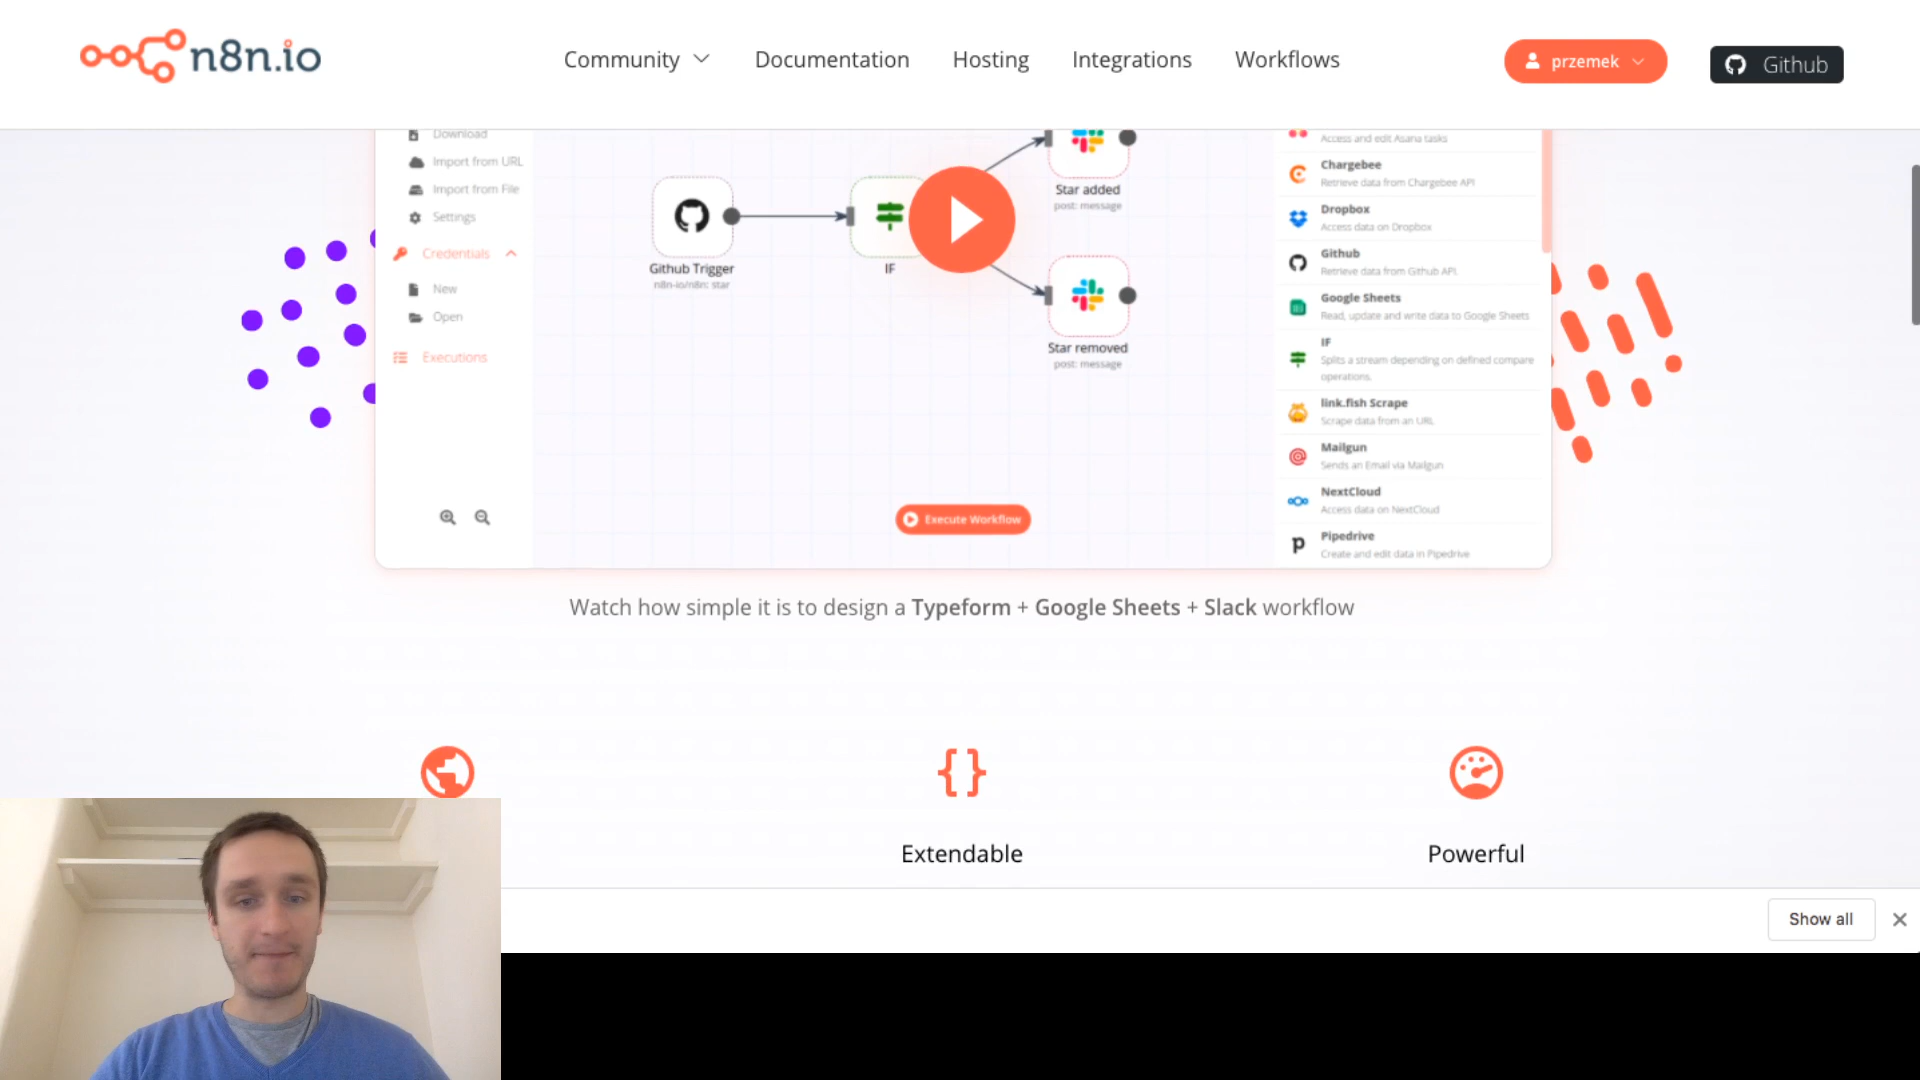 n8n.io
Community
Documentation
Hosting
Integrations
Workflows
przemek
Github
Download
Import from URL
Import from File
Settings
Credentials
New
Open
Executions
Github Trigger
n8n-io/n8n: star
IF
Star added
post: message
Star removed
post: message
Execute Workflow
Access and edit Asana tasks
Chargebee
Retrieve data from Chargebee API
Dropbox
Access data on Dropbox
Github
Retrieve data from Github API.
Google Sheets
Read, update and write data to Google Sheets
IF
Splits a stream depending on defined compare
operations.
link.fish Scrape
Scrape data from an URL
Mailgun
Sends an Email via Mailgun
NextCloud
Access data on NextCloud
Pipedrive
Create and edit data in Pipedrive
Watch how simple it is to design a Typeform + Google Sheets + Slack workflow
Extendable
Powerful
Show all